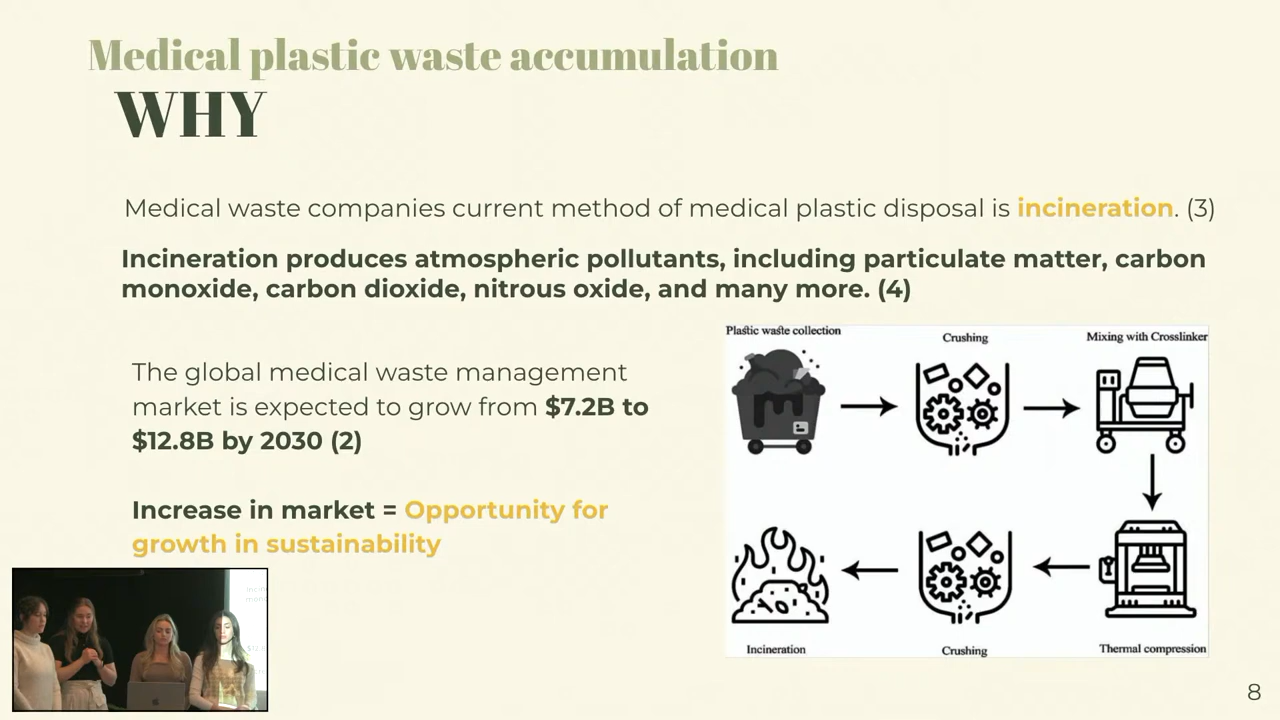 Medical plastic waste accumulation
WHY
Medical waste companies current method of medical plastic disposal is incineration. (3)
Incineration produces atmospheric pollutants, including particulate matter, carbon
monoxide, carbon dioxide, nitrous oxide, and many more. (4)
The global medical waste management
market is expected to grow from $7.2B to
$12.8B by 2030 (2)
Increase in market = Opportunity for
growth in sustainability
Plastic waste collection
Crushing
Mixing with Crosslinker
Incineration
Crushing
Thermal compression
8